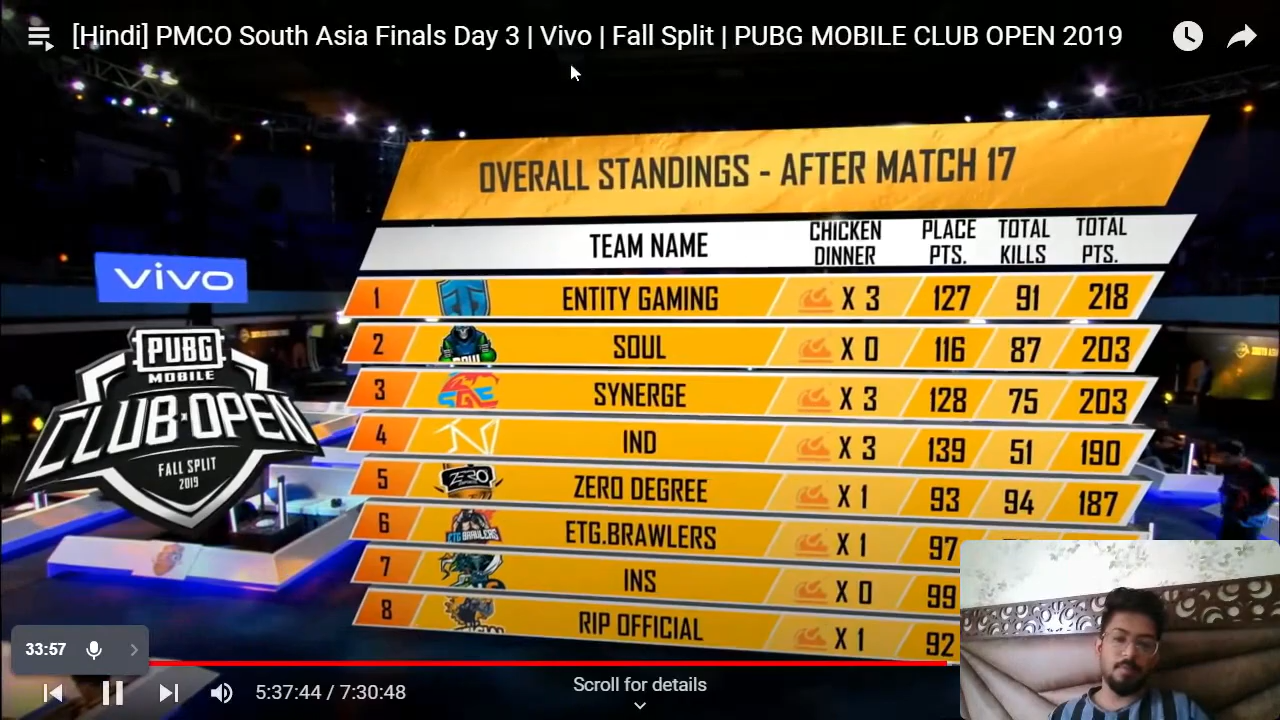 [Hindi] PMCO South Asia Finals Day 3 | Vivo | Fall Split | PUBG MOBILE CLUB OPEN 2019
OVERALL STANDINGS - AFTER MATCH 17
TEAM NAME CHICKEN DINNER PLACE PTS. TOTAL KILLS TOTAL PTS.
1 ENTITY GAMING X 3 127 91 218
2 SOUL X 0 116 87 203
3 SYNERGE X 3 128 75 203
4 IND X 3 139 51 190
5 ZERO DEGREE X 1 93 94 187
6 ETG.BRAWLERS X 1 97
7 INS X 0 99
8 RIP OFFICIAL X 1 92
vivo
PUBG
MOBILE
CLUB OPEN
FALL SPLIT
2019
ZERO
ETG BRAWLERS
33:57
5:37:44 / 7:30:48
Scroll for details